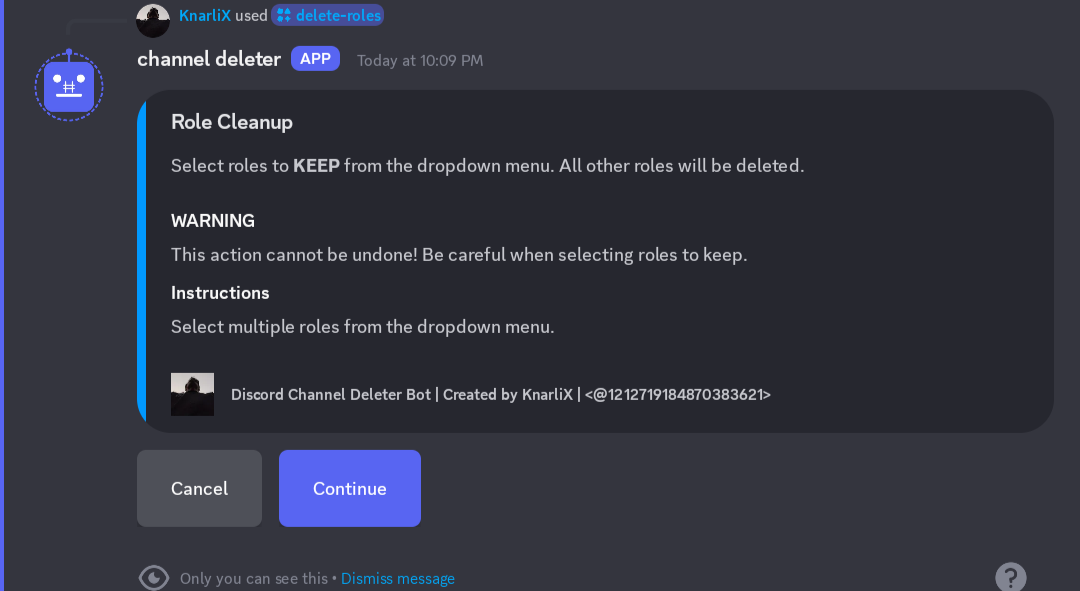 KnarliX used delete-roles
channel deleter APP Today at 10:09 PM
Role Cleanup
Select roles to KEEP from the dropdown menu. All other roles will be deleted.
WARNING
This action cannot be undone! Be careful when selecting roles to keep.
Instructions
Select multiple roles from the dropdown menu.
Discord Channel Deleter Bot | Created by KnarliX | <@1212719184870383621>
Cancel Continue
Only you can see this • Dismiss message